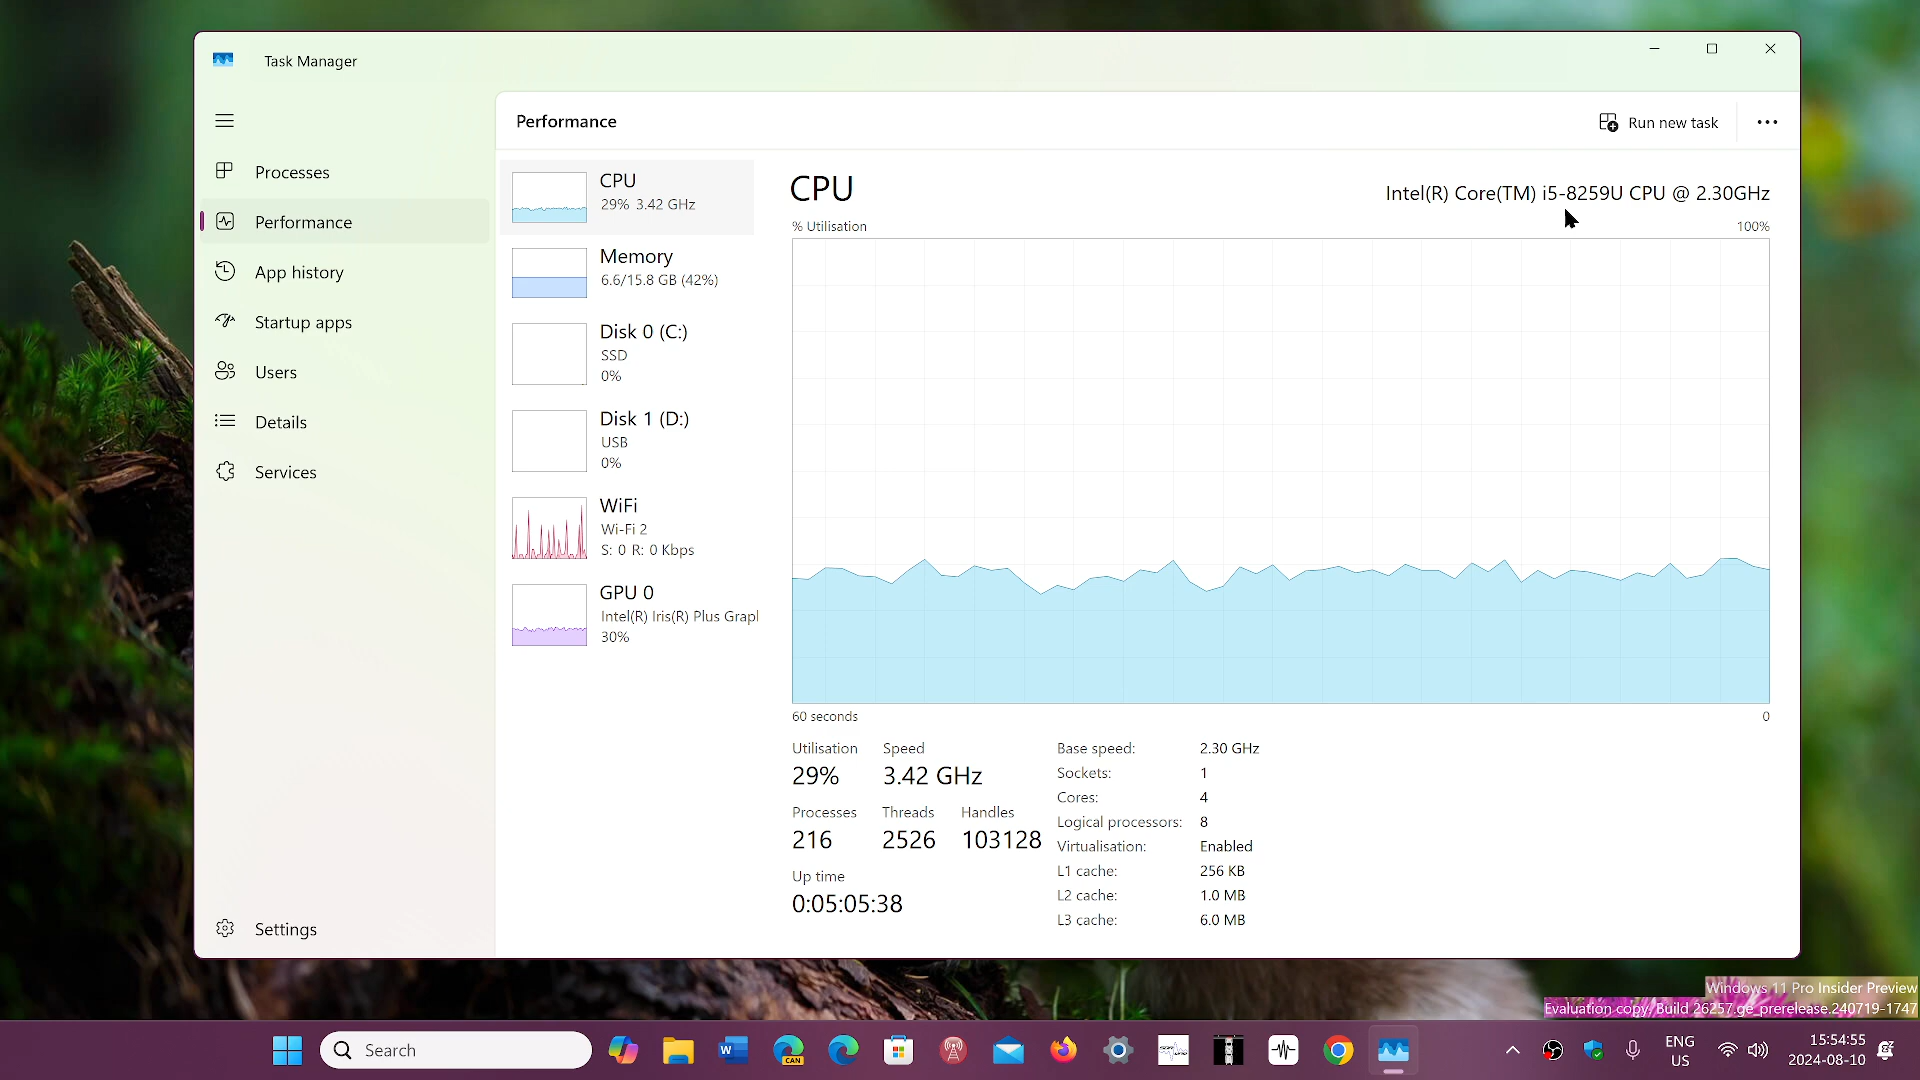 Task Manager
Performance
Run new task
Processes
Performance
App history
Startup apps
Users
Details
Services
Settings
CPU
29% 3.42 GHz
Memory
6.6/15.8 GB (42%)
Disk 0 (C:)
SSD
0%
Disk 1 (D:)
USB
0%
WiFi
Wi-Fi 2
S: 0 R: 0 Kbps
GPU 0
Intel(R) Iris(R) Plus Grapl
30%
CPU
Intel(R) Core(TM) i5-8259U CPU @ 2.30GHz
% Utilisation
100%
60 seconds
0
Utilisation
Speed
29%
3.42 GHz
Processes
Threads
Handles
216
2526
103128
Up time
0:05:05:38
Base speed: 2.30 GHz
Sockets: 1
Cores: 4
Logical processors: 8
Virtualisation: Enabled
L1 cache: 256 KB
L2 cache: 1.0 MB
L3 cache: 6.0 MB
Windows 11 Pro Insider Preview
Evaluation copy. Build 26257.ge_prerelease.240719-1747
Search
W
CAN
ENG
US
15:54:55
2024-08-10